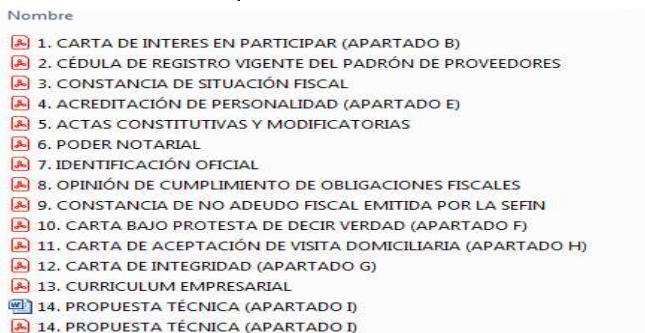 Nombre
1. CARTA DE INTERES EN PARTICIPAR (APARTADO B)
2. CÉDULA DE REGISTRO VIGENTE DEL PADRÓN DE PROVEEDORES
3. CONSTANCIA DE SITUACIÓN FISCAL
4. ACREDITACIÓN DE PERSONALIDAD (APARTADO E)
5. ACTAS CONSTITUTIVAS Y MODIFICATORIAS
6. PODER NOTARIAL
7. IDENTIFICACIÓN OFICIAL
8. OPINIÓN DE CUMPLIMIENTO DE OBLIGACIONES FISCALES
9. CONSTANCIA DE NO ADEUDO FISCAL EMITIDA POR LA SEFIN
10. CARTA BAJO PROTESTA DE DECIR VERDAD (APARTADO F)
11. CARTA DE ACEPTACIÓN DE VISITA DOMICILIARIA (APARTADO H)
12. CARTA DE INTEGRIDAD (APARTADO G)
13. CURRICULUM EMPRESARIAL
14. PROPUESTA TÉCNICA (APARTADO I)
14. PROPUESTA TÉCNICA (APARTADO I)